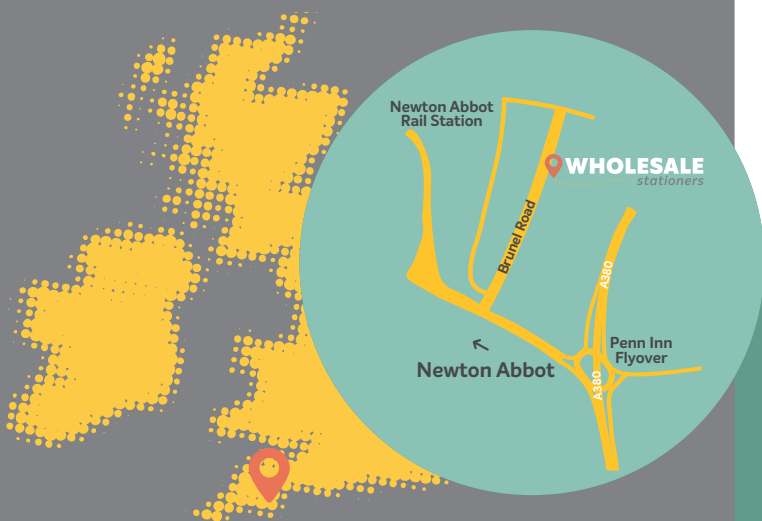 Newton Abbot
Rail Station
WHOLESALE
stationers
Brunel Road
A380
Penn Inn
Flyover
Newton Abbot
A380